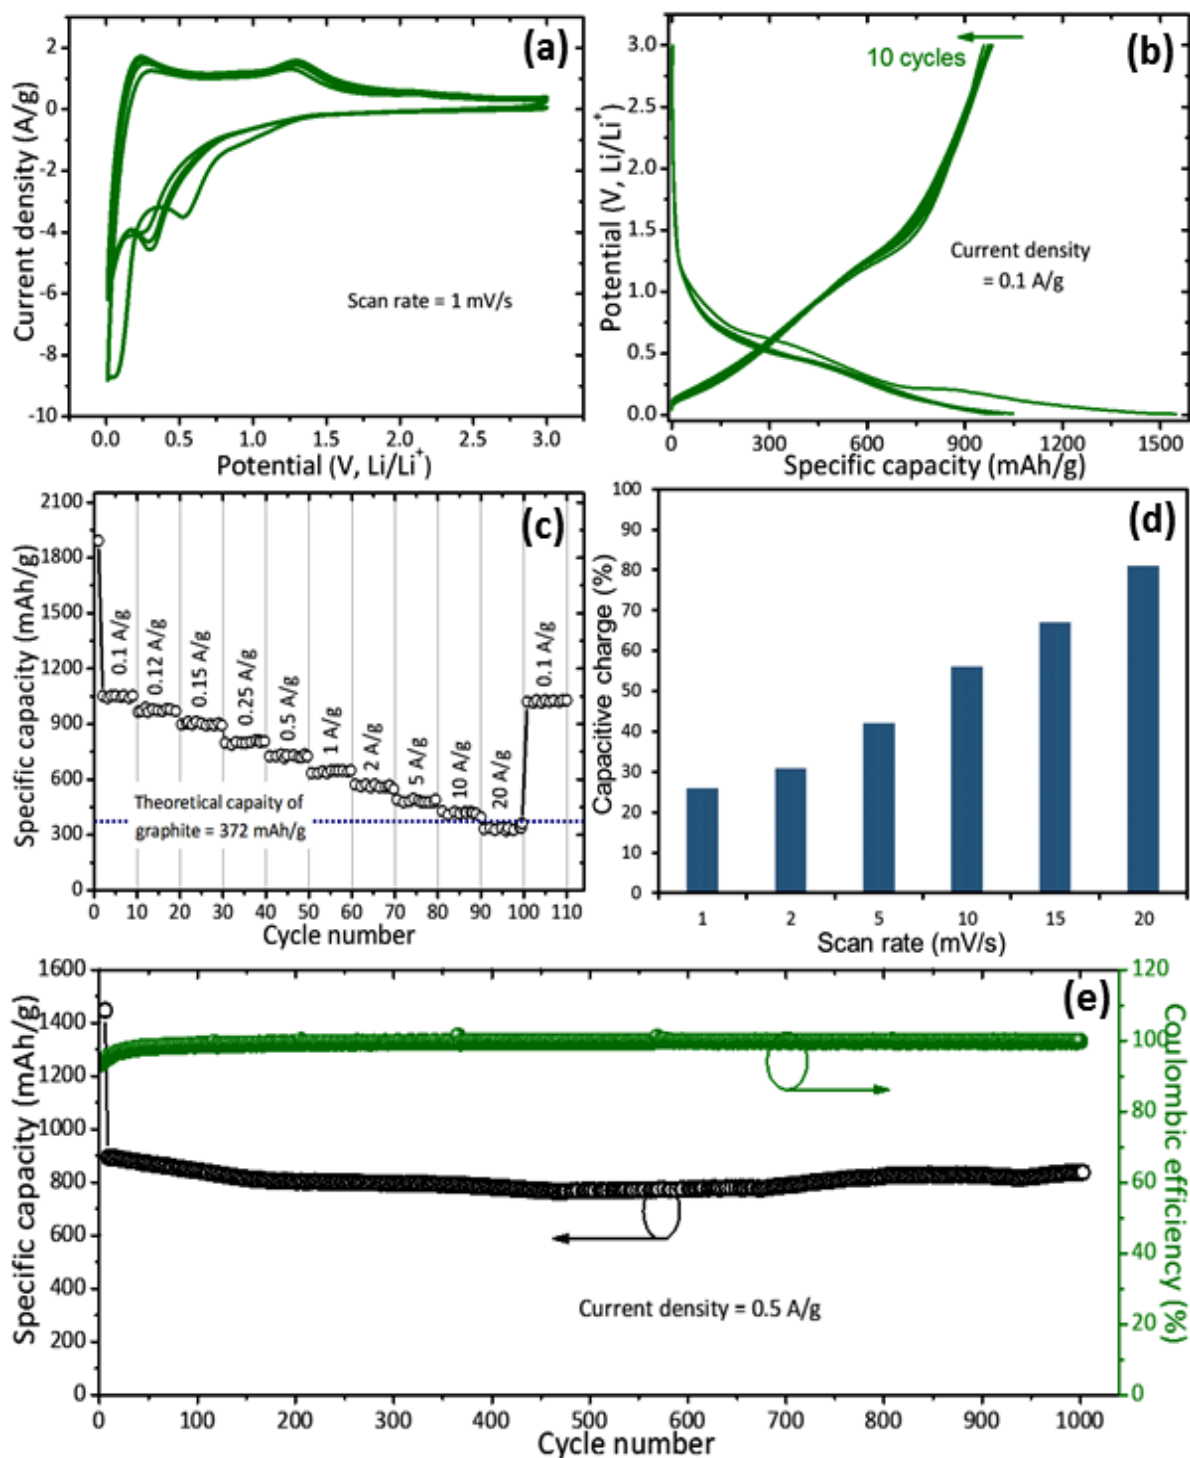 (a)
Current density (A/g)
2
0
-2
-4
-6
-8
-10
Scan rate = 1 mV/s
0.0 0.5 1.0 1.5 2.0 2.5 3.0
Potential (V, Li/Li+)
(b)
10 cycles
Potential (V, Li/Li+)
3.0
2.5
2.0
1.5
1.0
0.5
0.0
Current density
= 0.1 A/g
0 300 600 900 1200 1500
Specific capacity (mAh/g)
(c)
Specific capacity (mAh/g)
2100
1800
1500
1200
900
600
300
0
0.1 A/g
0.12 A/g
0.15 A/g
0.25 A/g
0.5 A/g
1 A/g
2 A/g
5 A/g
10 A/g
20 A/g
0.1 A/g
Theoretical capaity of
graphite = 372 mAh/g
0 10 20 30 40 50 60 70 80 90 100 110
Cycle number
(d)
Capacitive charge (%)
100
90
80
70
60
50
40
30
20
10
0
1 2 5 10 15 20
Scan rate (mV/s)
(e)
Specific capacity (mAh/g)
1600
1400
1200
1000
800
600
400
200
0
Current density = 0.5 A/g
120
100
80
60
40
20
0
Coulombic efficiency (%)
0 100 200 300 400 500 600 700 800 900 1000
Cycle number